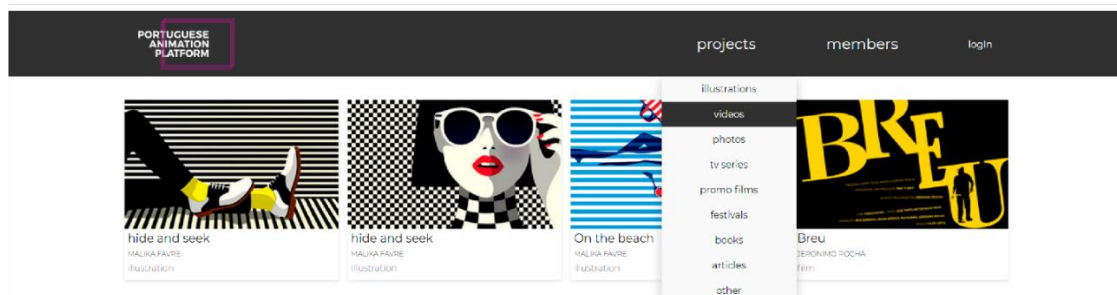 PORTUGUESE
ANIMATION
PLATFORM
projects
members
login
illustrations
videos
photos
tv series
promo films
festivals
books
articles
other
BREU
hide and seek
MALIKA FAVRE
illustration
hide and seek
MALIKA FAVRE
illustration
On the beach
MALIKA FAVRE
illustration
Breu
JERÓNIMO ROCHA
film